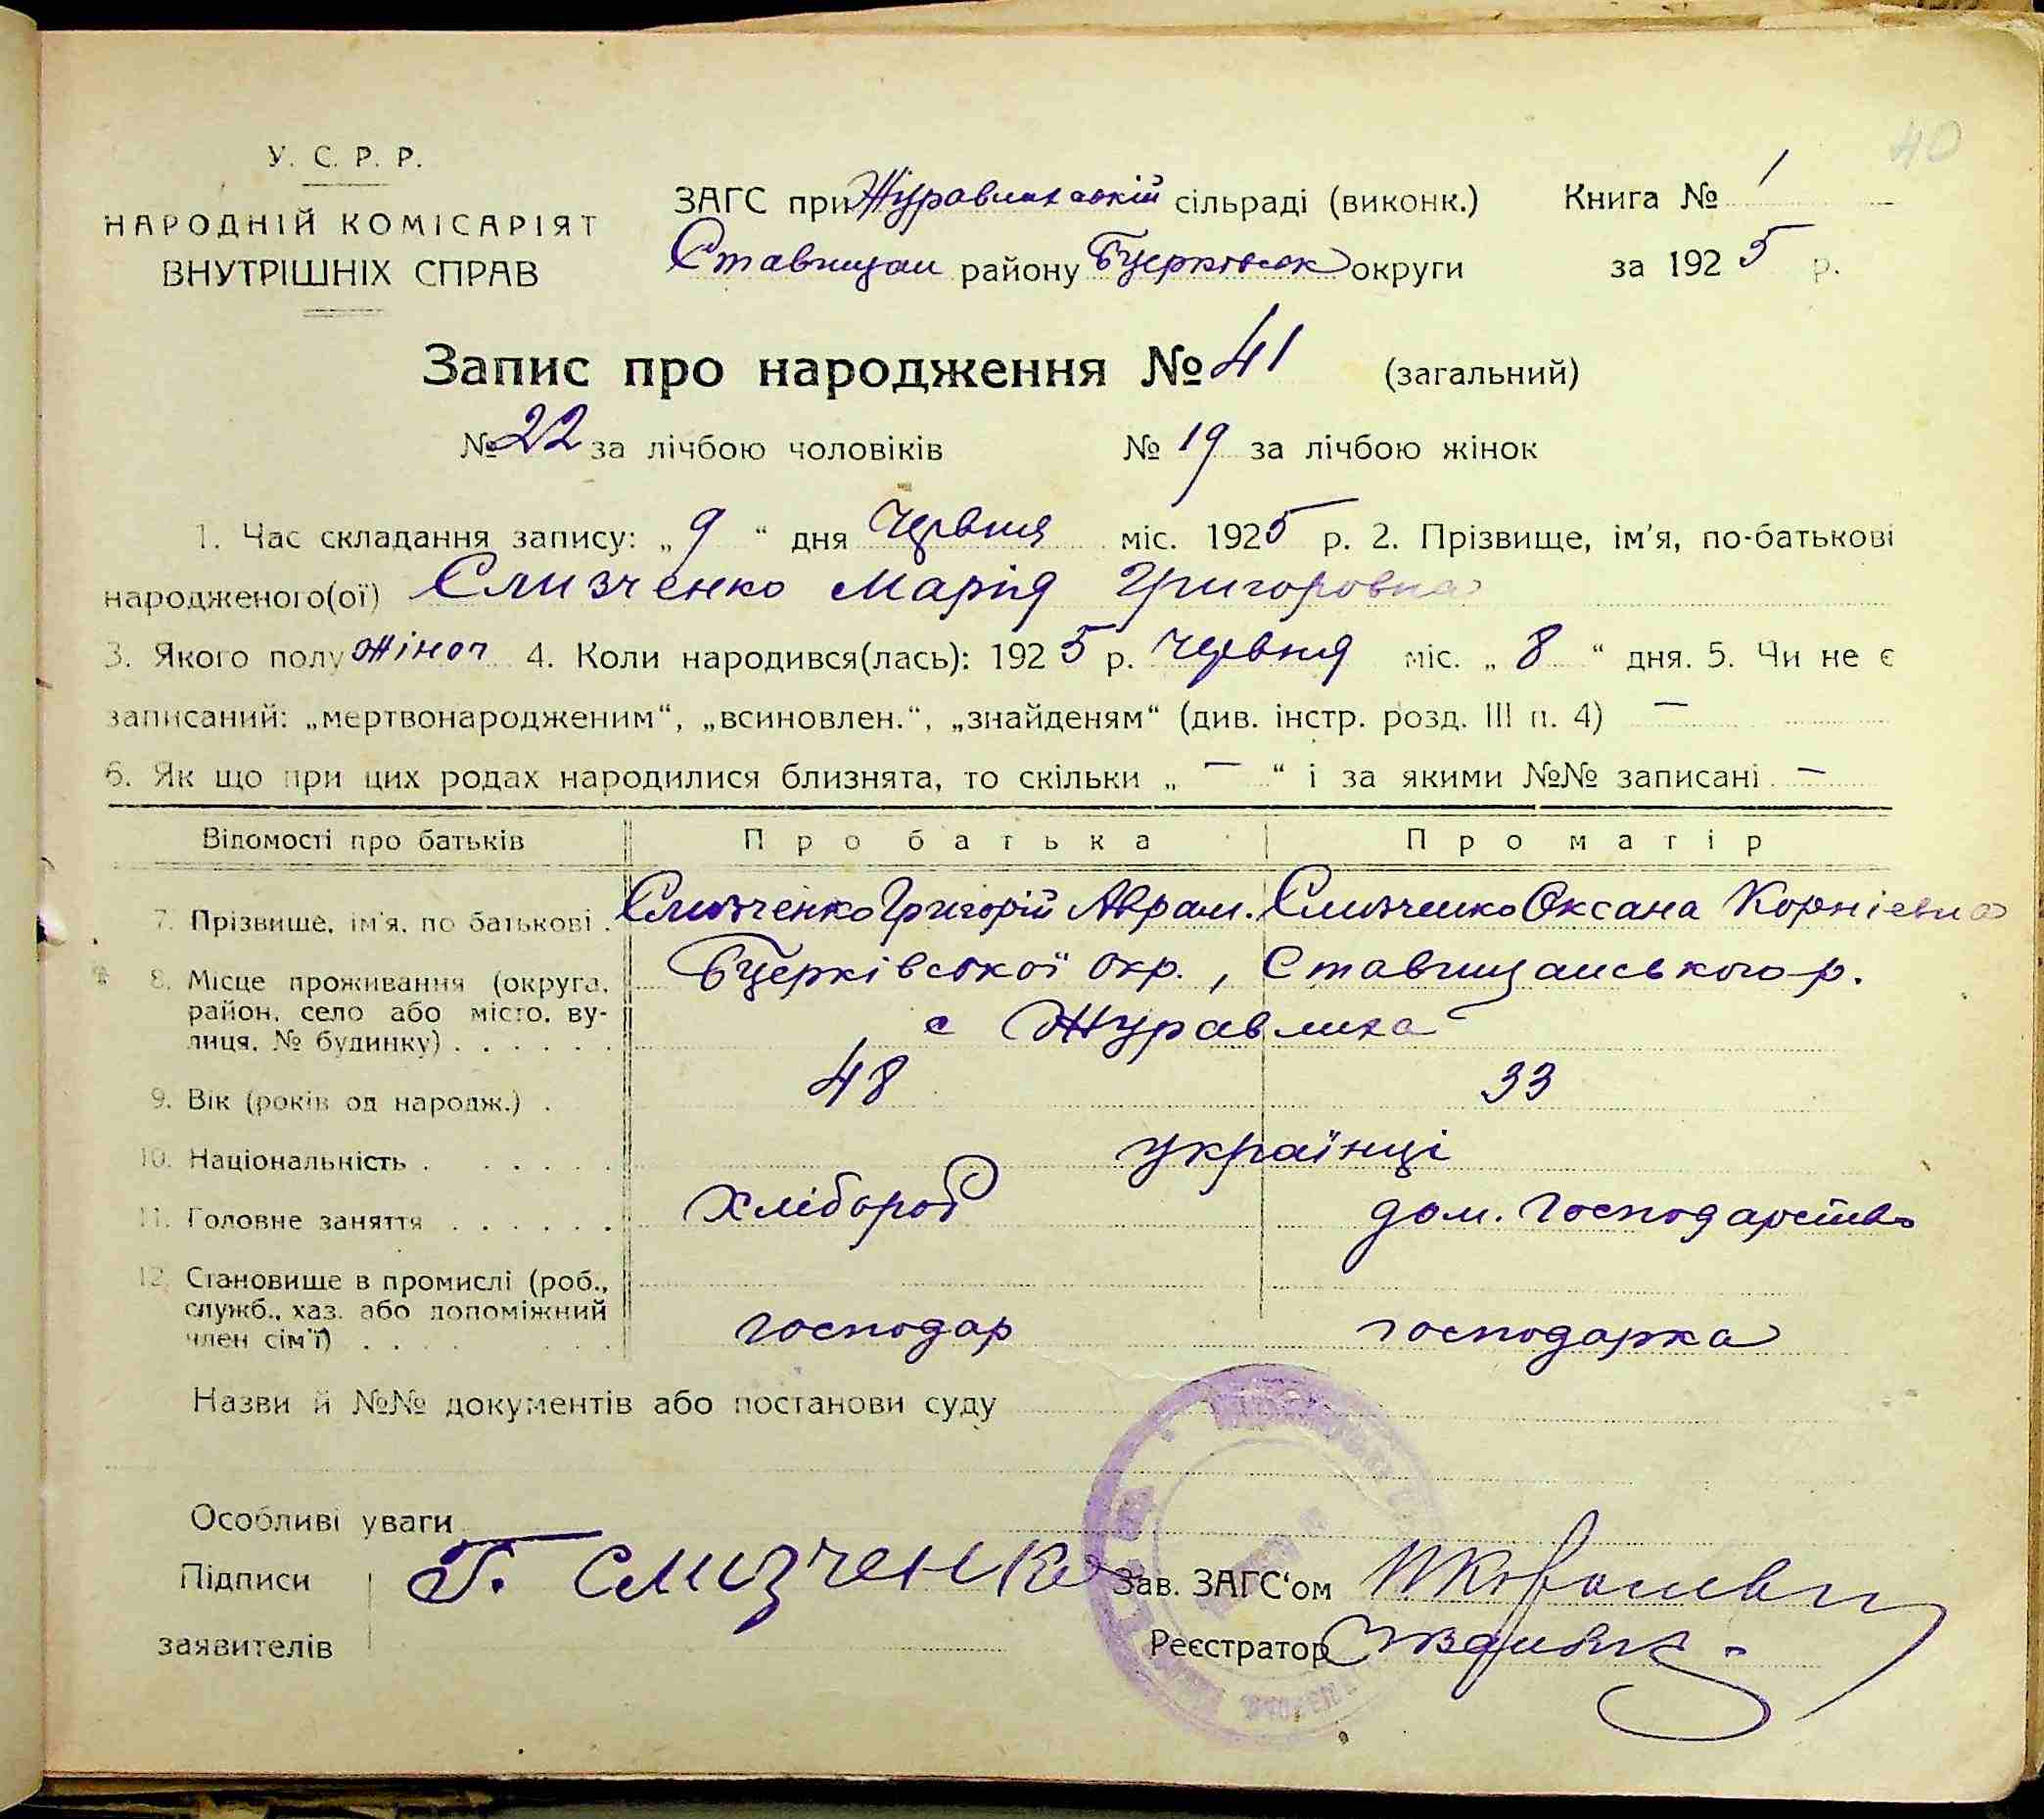 40
У. С. Р. Р.
НАРОДНІЙ КОМІСАРІЯТ
ВНУТРІШНІХ СПРАВ
ЗАГС при Журавлихській сільраді (виконк.) Книга № 1
Ставищан району Бцерківськ округи за 1925 р.
Запис про народження № 41 (загальний)
№ 22 за лічбою чоловіків № 19 за лічбою жінок
1. Час складання запису: „9“ дня Червня міс. 1925 р. 2. Прізвище, ім'я, по-батькові
народженого(ої) Слизченко Марія Григоровна
3. Якого полу жіноч 4. Коли народився(лась): 1925 р. Червня міс. „8“ дня. 5. Чи не є
записаний: „мертвонародженим“, „всиновлен.“, „знайденям“ (див. інстр. розд. III п. 4) —
6. Як що при цих родах народилися близнята, то скільки „—“ і за якими №№ записані —
Відомості про батьків Про батька Про матір
7. Прізвище, ім'я, по батькові . Слизченко Григорій Аврам. Слизченко Оксана Корніевна
8. Місце проживання (округа, Бцерківської окр., Ставищанського р.
район, село або місто, ву-
лиця, № будинку) . . . . . . с Журавлиха
9. Вік (років од народж.) . 48 33
10. Національність . . . . . . українці
11. Головне заняття . . . . . . Хлібороб дом. господарство
12. Становище в промислі (роб.,
служб., хаз. або допоміжний
член сім'ї) . . . . господар господарка
Назви й №№ документів або постанови суду
Особливі уваги
Підписи Г. Слизченко Зав. ЗАГС'ом
заявителів Реєстратор